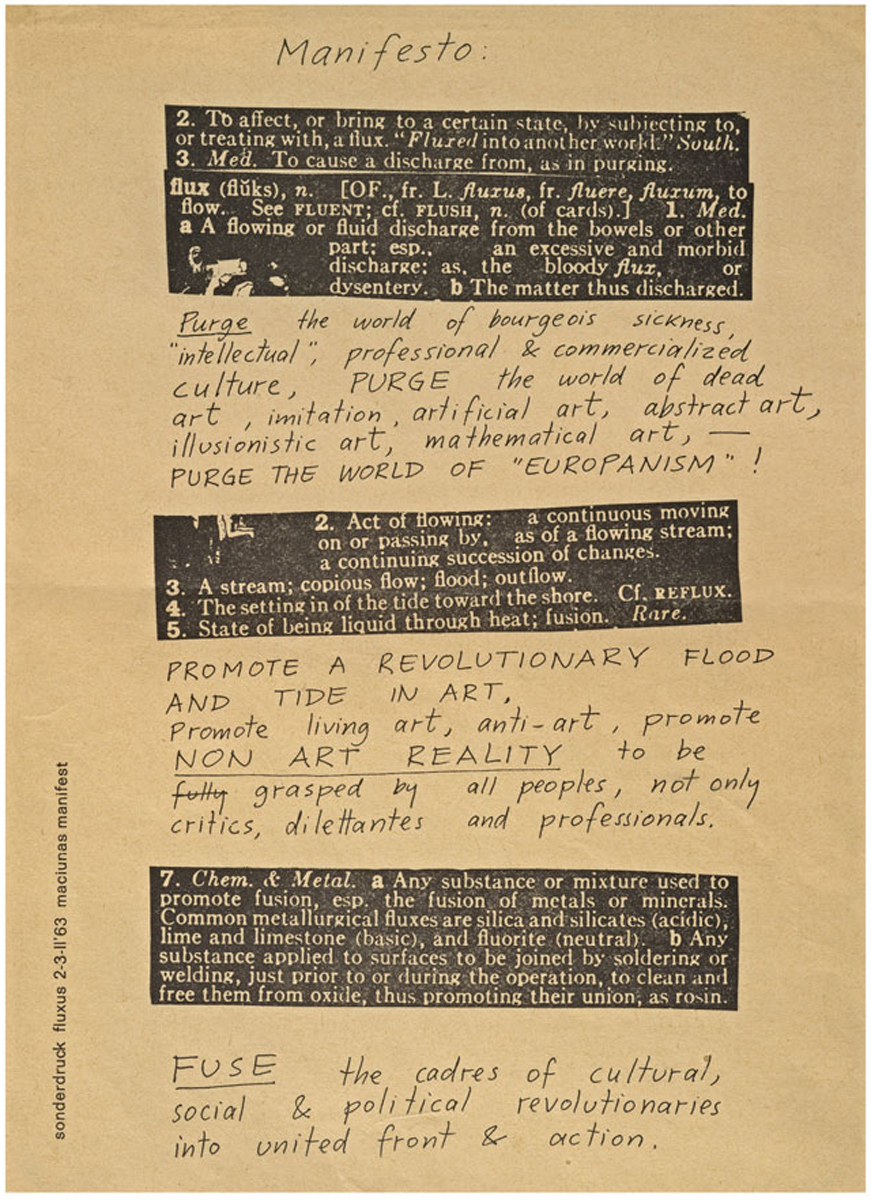 Manifesto:
2. To affect, or bring to a certain state, by subjecting to,
or treating with, a flux. "Fluxed into another world." South.
3. Med. To cause a discharge from, as in purging.
flux (flŭks), n. [OF., fr. L. fluxus, fr. fluere, fluxum, to
flow. See FLUENT; cf. FLUSH, n. (of cards).] 1. Med.
a A flowing or fluid discharge from the bowels or other
part; esp., an excessive and morbid
discharge: as, the bloody flux, or
dysentery. b The matter thus discharged.
Purge the world of bourgeois sickness,
"intellectual", professional & commercialized
culture, PURGE the world of dead
art, imitation, artificial art, abstract art,
illusionistic art, mathematical art, —
PURGE THE WORLD OF "EUROPANISM"!
2. Act of flowing: a continuous moving
on or passing by, as of a flowing stream;
a continuing succession of changes.
3. A stream; copious flow; flood; outflow.
4. The setting in of the tide toward the shore. Cf. REFLUX.
5. State of being liquid through heat; fusion. Rare.
PROMOTE A REVOLUTIONARY FLOOD
AND TIDE IN ART,
Promote living art, anti-art, promote
NON ART REALITY to be
fully grasped by all peoples, not only
critics, dilettantes and professionals.
7. Chem. & Metal. a Any substance or mixture used to
promote fusion, esp. the fusion of metals or minerals.
Common metallurgical fluxes are silica and silicates (acidic),
lime and limestone (basic), and fluorite (neutral). b Any
substance applied to surfaces to be joined by soldering or
welding, just prior to or during the operation, to clean and
free them from oxide, thus promoting their union, as rosin.
FUSE the cadres of cultural,
social & political revolutionaries
into united front & action.
sonderdruck fluxus 2-3-II'63 maciunas manifest